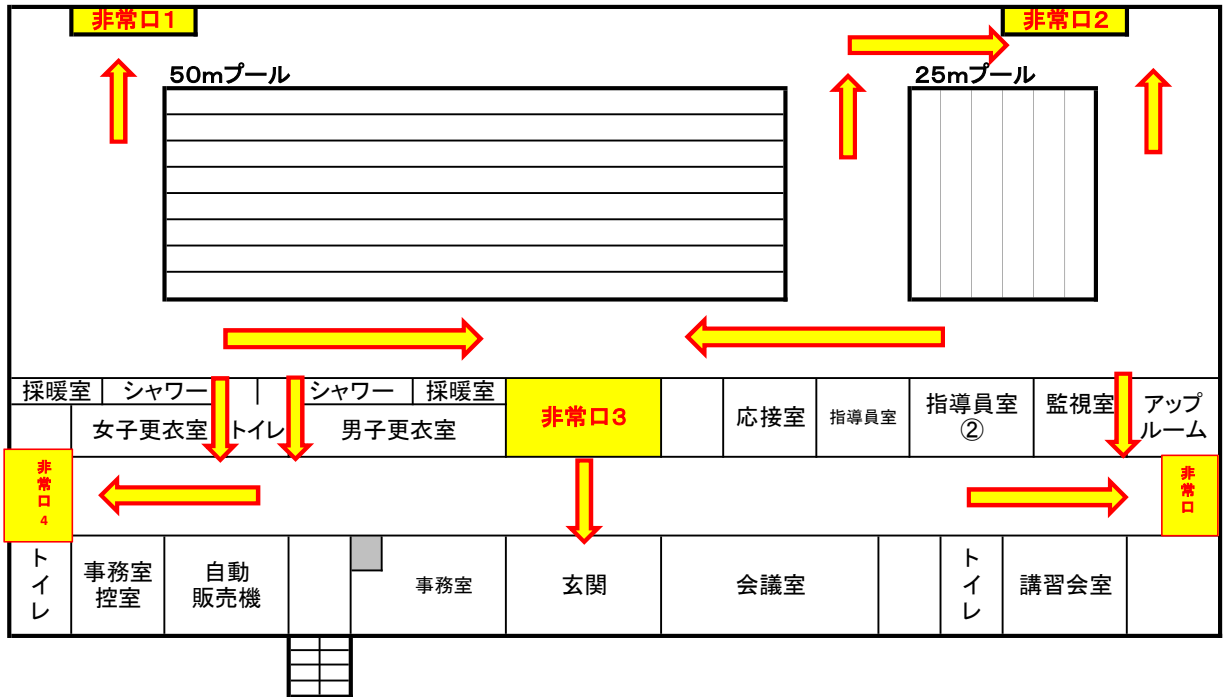 非常口1
非常口2
50mプール
25mプール
採暖室
シャワー
シャワー
採暖室
女子更衣室
トイレ
男子更衣室
非常口3
応接室
指導員室
指導員室
②
監視室
アップ
ルーム
非常口4
非常口
トイレ
事務室
控室
自動
販売機
事務室
玄関
会議室
トイレ
講習会室